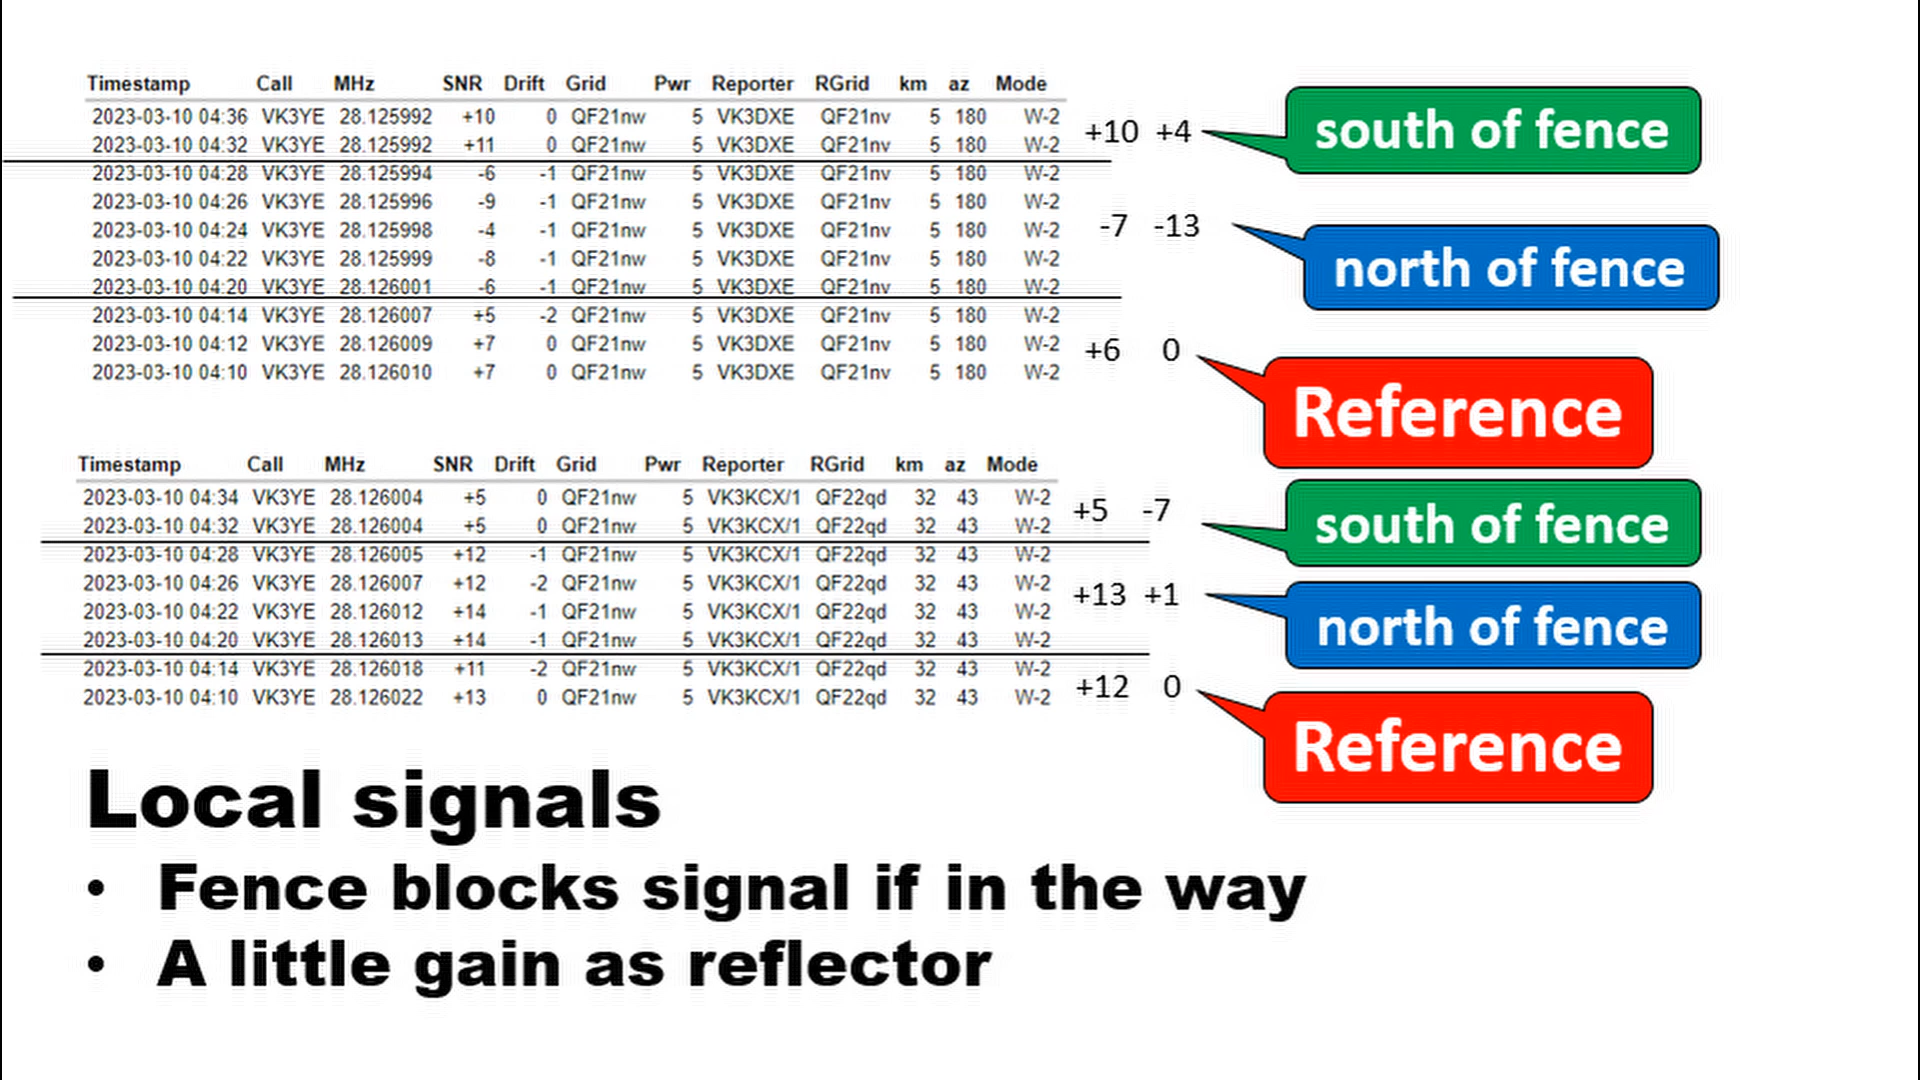 Timestamp Call MHz SNR Drift Grid Pwr Reporter RGrid km az Mode
2023-03-10 04:36 VK3YE 28.125992 +10 0 QF21nw 5 VK3DXE QF21nv 5 180 W-2
2023-03-10 04:32 VK3YE 28.125992 +11 0 QF21nw 5 VK3DXE QF21nv 5 180 W-2
+10 +4 south of fence
2023-03-10 04:28 VK3YE 28.125994 -6 -1 QF21nw 5 VK3DXE QF21nv 5 180 W-2
2023-03-10 04:26 VK3YE 28.125996 -9 -1 QF21nw 5 VK3DXE QF21nv 5 180 W-2
2023-03-10 04:24 VK3YE 28.125998 -4 -1 QF21nw 5 VK3DXE QF21nv 5 180 W-2
2023-03-10 04:22 VK3YE 28.125999 -8 -1 QF21nw 5 VK3DXE QF21nv 5 180 W-2
2023-03-10 04:20 VK3YE 28.126001 -6 -1 QF21nw 5 VK3DXE QF21nv 5 180 W-2
-7 -13 north of fence
2023-03-10 04:14 VK3YE 28.126007 +5 -2 QF21nw 5 VK3DXE QF21nv 5 180 W-2
2023-03-10 04:12 VK3YE 28.126009 +7 0 QF21nw 5 VK3DXE QF21nv 5 180 W-2
2023-03-10 04:10 VK3YE 28.126010 +7 0 QF21nw 5 VK3DXE QF21nv 5 180 W-2
+6 0 Reference
Timestamp Call MHz SNR Drift Grid Pwr Reporter RGrid km az Mode
2023-03-10 04:34 VK3YE 28.126004 +5 0 QF21nw 5 VK3KCX/1 QF22qd 32 43 W-2
2023-03-10 04:32 VK3YE 28.126004 +5 0 QF21nw 5 VK3KCX/1 QF22qd 32 43 W-2
+5 -7 south of fence
2023-03-10 04:28 VK3YE 28.126005 +12 -1 QF21nw 5 VK3KCX/1 QF22qd 32 43 W-2
2023-03-10 04:26 VK3YE 28.126007 +12 -2 QF21nw 5 VK3KCX/1 QF22qd 32 43 W-2
2023-03-10 04:22 VK3YE 28.126012 +14 -1 QF21nw 5 VK3KCX/1 QF22qd 32 43 W-2
2023-03-10 04:20 VK3YE 28.126013 +14 -1 QF21nw 5 VK3KCX/1 QF22qd 32 43 W-2
+13 +1 north of fence
2023-03-10 04:14 VK3YE 28.126018 +11 -2 QF21nw 5 VK3KCX/1 QF22qd 32 43 W-2
2023-03-10 04:10 VK3YE 28.126022 +13 0 QF21nw 5 VK3KCX/1 QF22qd 32 43 W-2
+12 0 Reference
Local signals
• Fence blocks signal if in the way
• A little gain as reflector